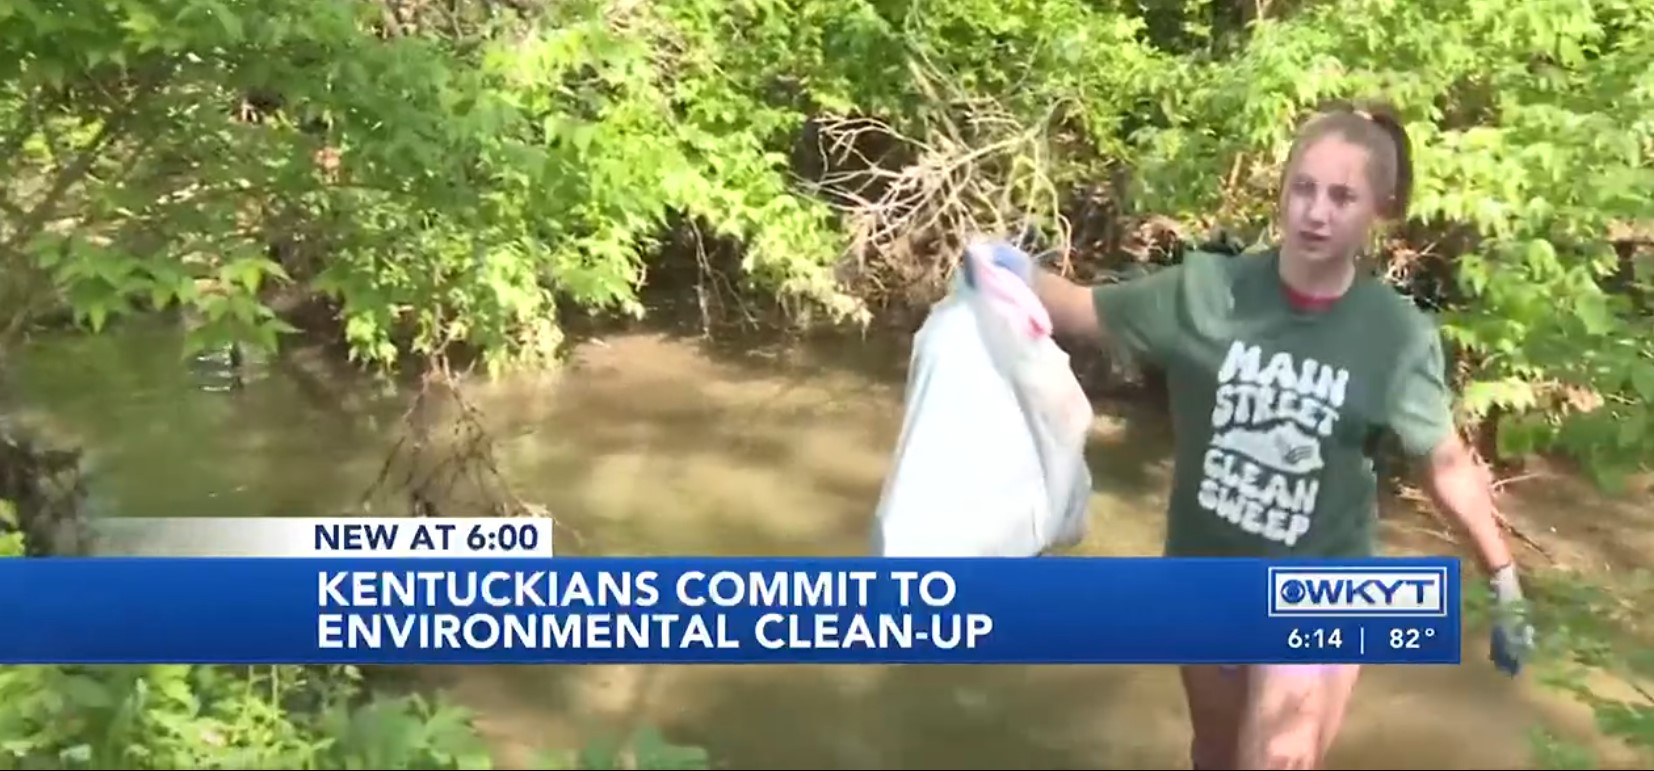 MAIN
STREET
CLEAN
SWEEP
NEW AT 6:00
KENTUCKIANS COMMIT TO
ENVIRONMENTAL CLEAN-UP
WKYT
6:14 | 82°